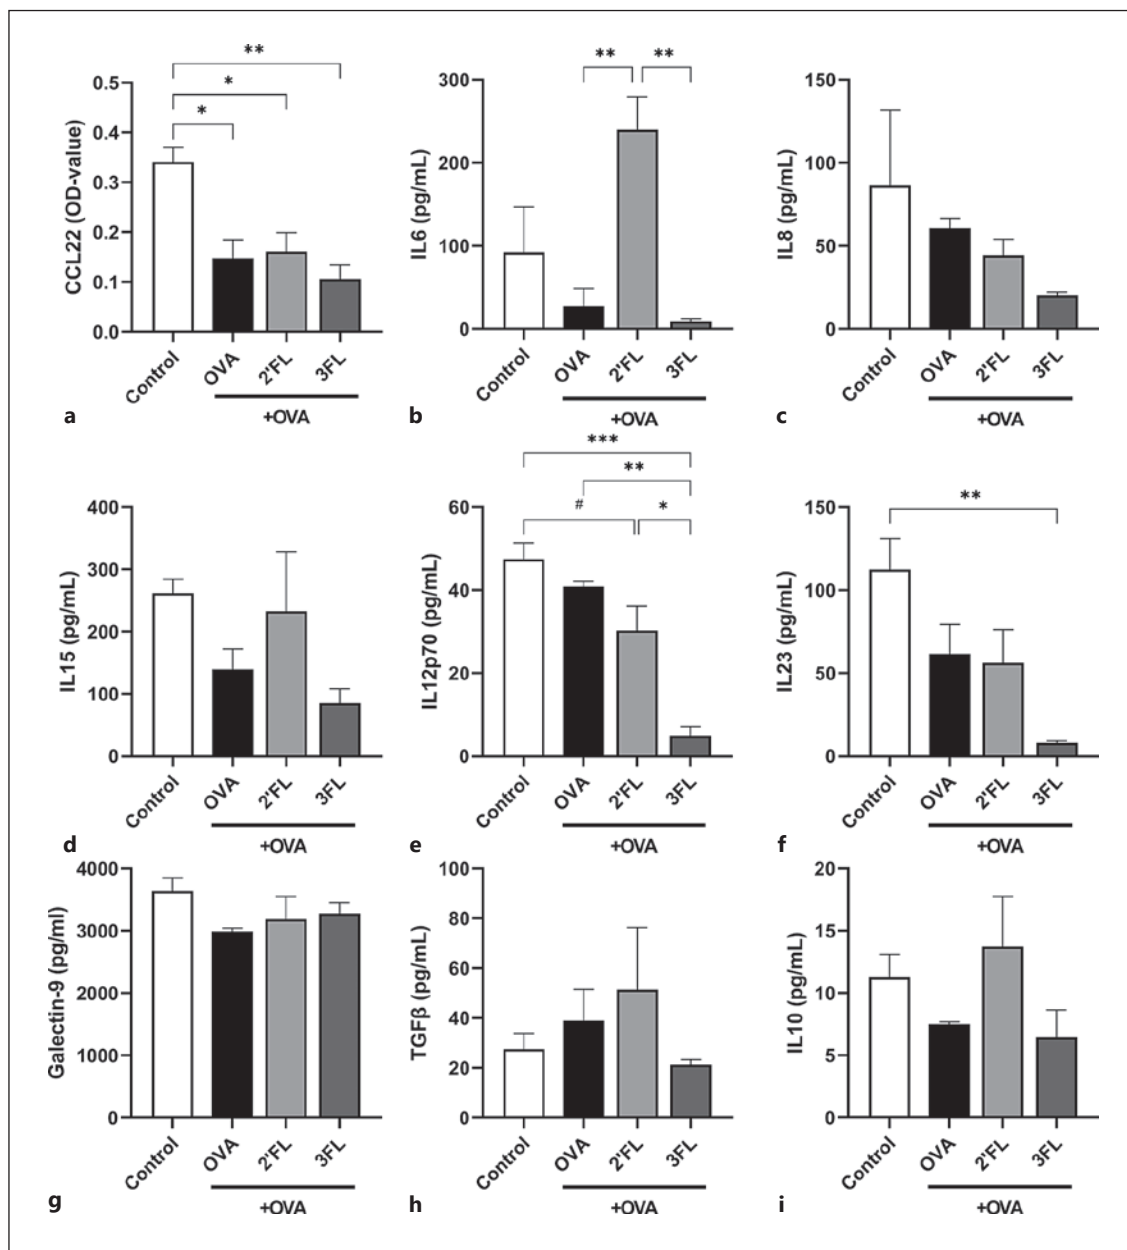 **
*
*
0.5
0.4
0.3
0.2
0.1
0.0
CCL22 (OD-value)
Control
OVA
2'FL
3FL
+OVA
a
**
**
300
200
100
0
IL6 (pg/mL)
Control
OVA
2'FL
3FL
+OVA
b
150
100
50
0
IL8 (pg/mL)
Control
OVA
2'FL
3FL
+OVA
c
400
300
200
100
0
IL15 (pg/mL)
Control
OVA
2'FL
3FL
+OVA
d
***
**
#
*
60
40
20
0
IL12p70 (pg/mL)
Control
OVA
2'FL
3FL
+OVA
e
**
150
100
50
0
IL23 (pg/mL)
Control
OVA
2'FL
3FL
+OVA
f
4000
3000
2000
1000
0
Galectin-9 (pg/ml)
Control
OVA
2'FL
3FL
+OVA
g
100
80
60
40
20
0
TGFβ (pg/mL)
Control
OVA
2'FL
3FL
+OVA
h
20
15
10
5
0
IL10 (pg/mL)
Control
OVA
2'FL
3FL
+OVA
i